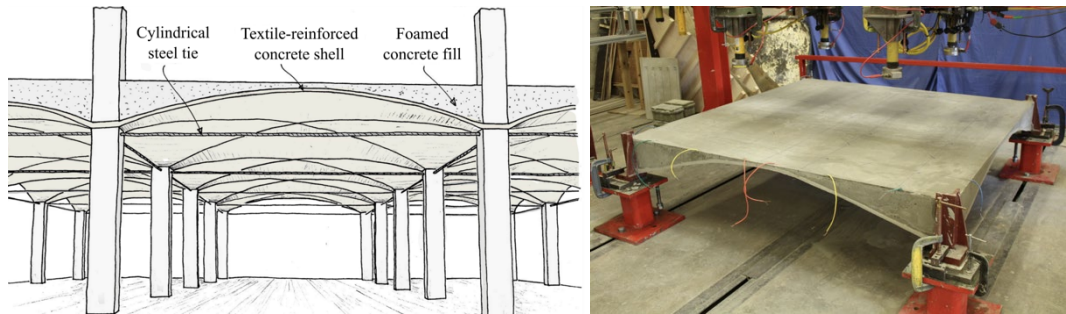 Cylindrical
steel tie
Textile-reinforced
concrete shell
Foamed
concrete fill